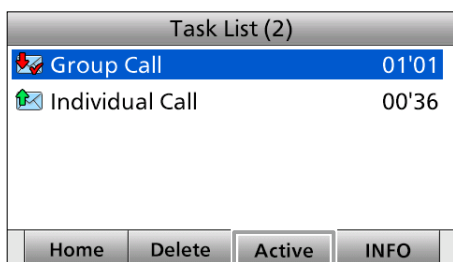 Task List (2)
Group Call 01'01
Individual Call 00'36
Home Delete Active INFO